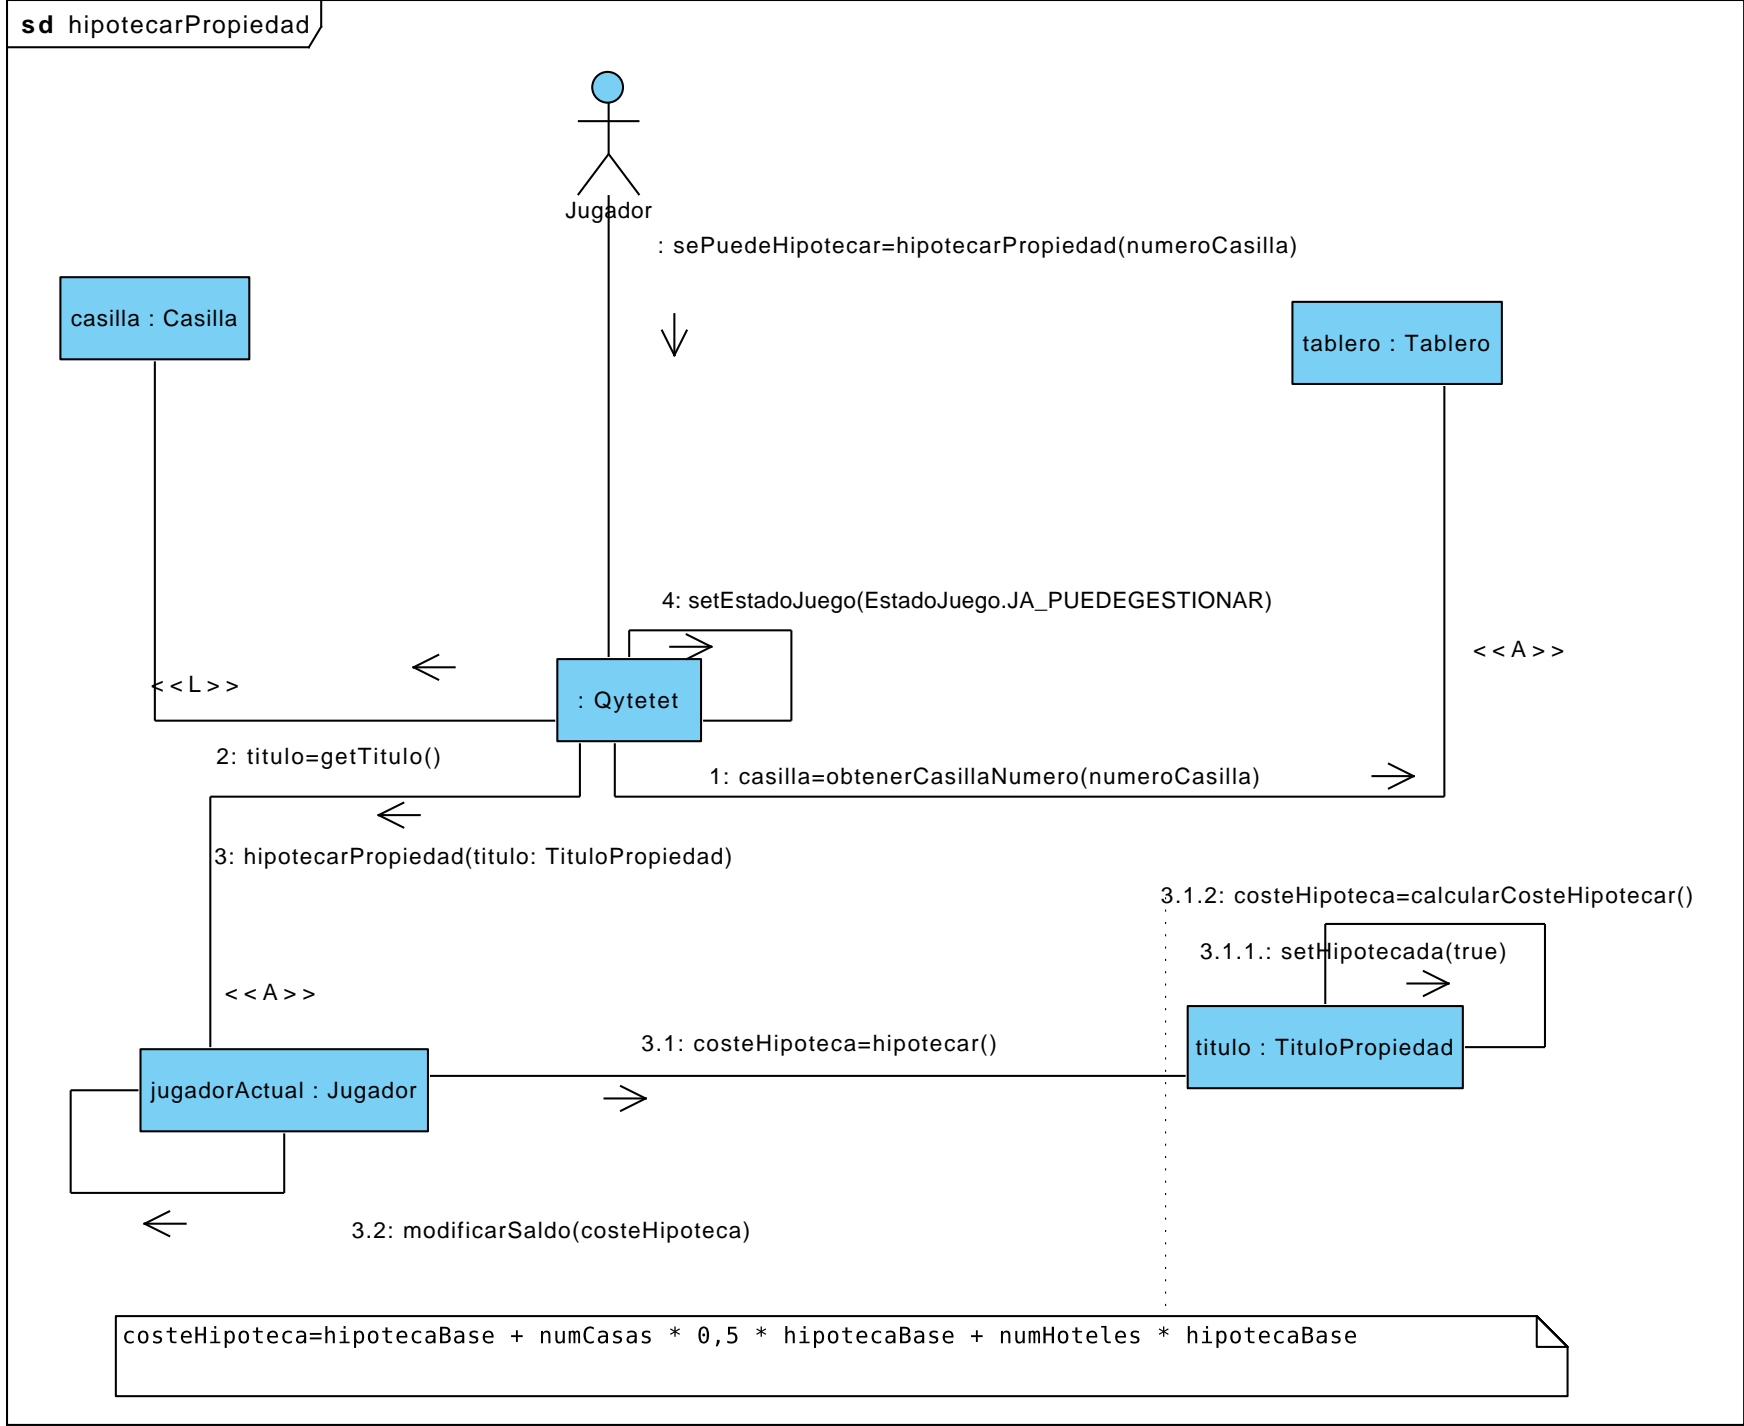 sd hipotecarPropiedad
Jugador
: sePuedeHipotecar=hipotecarPropiedad(numeroCasilla)
casilla : Casilla
tablero : Tablero
4: setEstadoJuego(EstadoJuego.JA_PUEDEGESTIONAR)
<<A>>
<<L>>
: Qytetet
2: titulo=getTitulo()
1: casilla=obtenerCasillaNumero(numeroCasilla)
3: hipotecarPropiedad(titulo: TituloPropiedad)
3.1.2: costeHipoteca=calcularCosteHipotecar()
3.1.1.: setHipotecada(true)
<<A>>
3.1: costeHipoteca=hipotecar()
titulo : TituloPropiedad
jugadorActual : Jugador
3.2: modificarSaldo(costeHipoteca)
costeHipoteca=hipotecaBase + numCasas * 0,5 * hipotecaBase + numHoteles * hipotecaBase